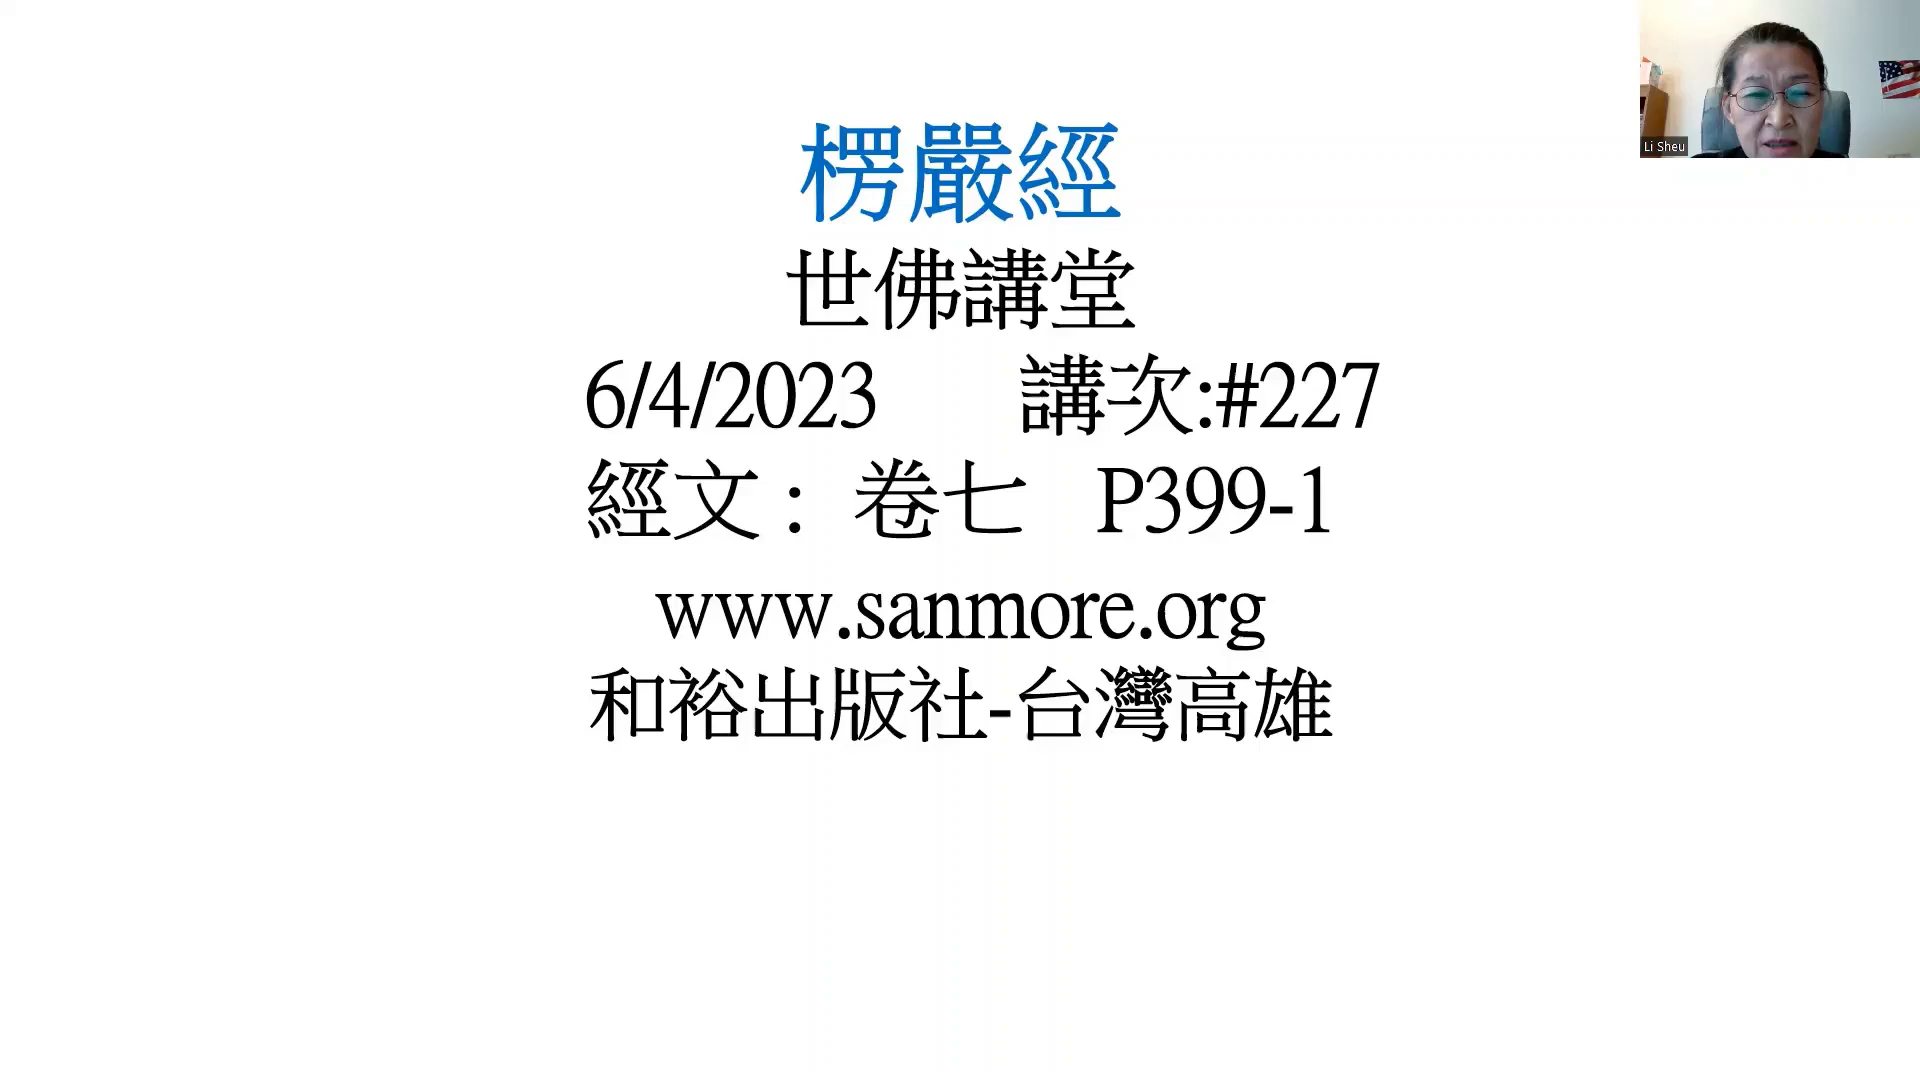 楞嚴經
世佛講堂
6/4/2023 講次:#227
經文 : 卷七 P399-1
www.sanmore.org
和裕出版社-台灣高雄
Li Sheu